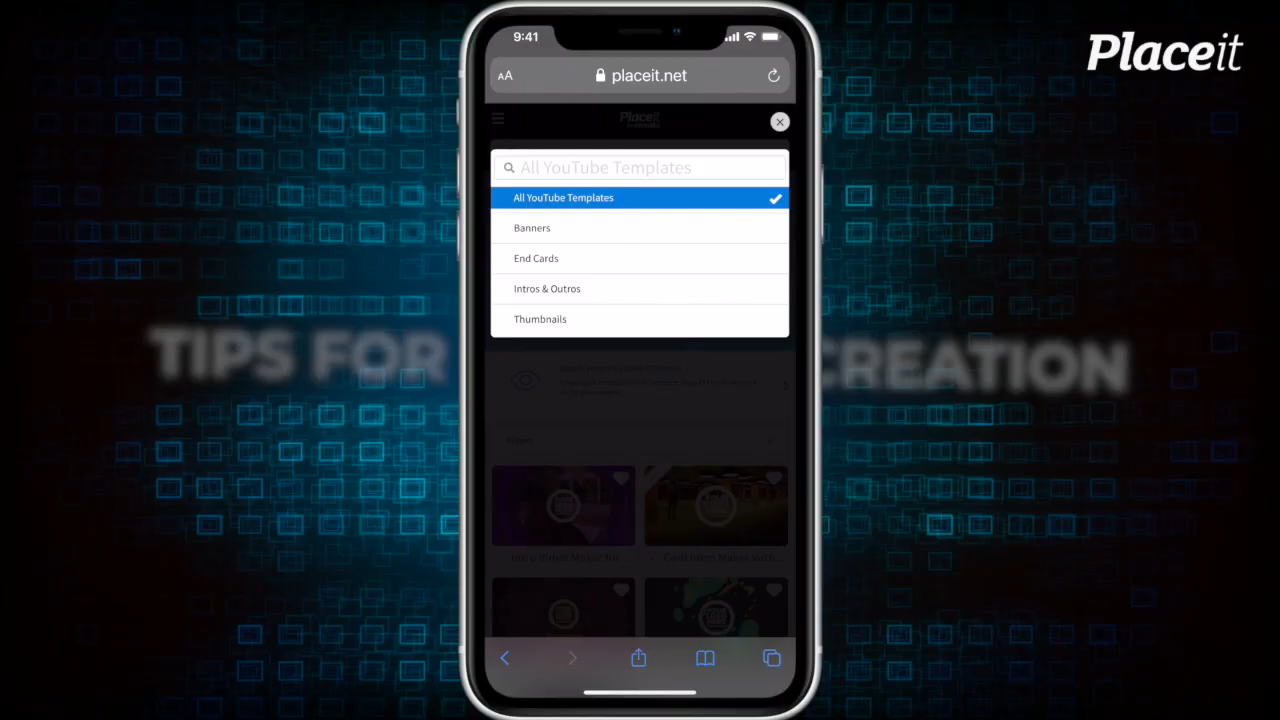 9:41
Placeit
AA
placeit.net
Placeit
All YouTube Templates
All YouTube Templates
Banners
End Cards
Intros & Outros
Thumbnails
TIPS FOR
CREATION